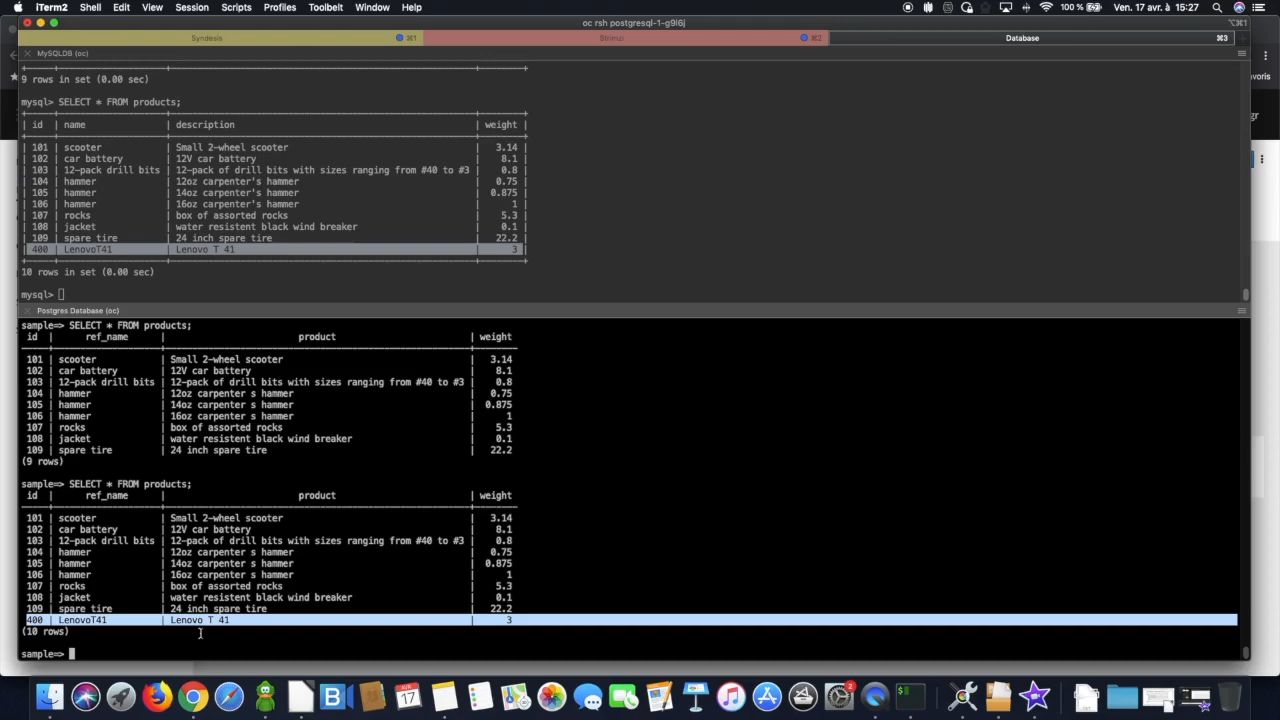 iTerm2 Shell Edit View Session Scripts Profiles Toolbelt Window Help 100 % Ven. 17 avr. à 15:27
oc rsh postgresql-1-g9l6j ⌥⌘1
Syndesis ⌘1 Strimzi ⌘2 Database ⌘3
MySQLDB (oc)
9 rows in set (0.00 sec)
mysql> SELECT * FROM products;
| id | name | description | weight |
| 101 | scooter | Small 2-wheel scooter | 3.14
| 102 | car battery | 12V car battery | 8.1
| 103 | 12-pack drill bits | 12-pack of drill bits with sizes ranging from #40 to #3 | 0.8
| 104 | hammer | 12oz carpenter's hammer | 0.75
| 105 | hammer | 14oz carpenter's hammer | 0.875
| 106 | hammer | 16oz carpenter's hammer | 1
| 107 | rocks | box of assorted rocks | 5.3
| 108 | jacket | water resistent black wind breaker | 0.1
| 109 | spare tire | 24 inch spare tire | 22.2
| 400 | LenovoT41 | Lenovo T 41 | 3 |
10 rows in set (0.00 sec)
mysql>
Postgres Database (oc)
sample=> SELECT * FROM products;
id | ref_name | product | weight
101 | scooter | Small 2-wheel scooter | 3.14
102 | car battery | 12V car battery | 8.1
103 | 12-pack drill bits | 12-pack of drill bits with sizes ranging from #40 to #3 | 0.8
104 | hammer | 12oz carpenter s hammer | 0.75
105 | hammer | 14oz carpenter s hammer | 0.875
106 | hammer | 16oz carpenter s hammer | 1
107 | rocks | box of assorted rocks | 5.3
108 | jacket | water resistent black wind breaker | 0.1
109 | spare tire | 24 inch spare tire | 22.2
(9 rows)
sample=> SELECT * FROM products;
id | ref_name | product | weight
101 | scooter | Small 2-wheel scooter | 3.14
102 | car battery | 12V car battery | 8.1
103 | 12-pack drill bits | 12-pack of drill bits with sizes ranging from #40 to #3 | 0.8
104 | hammer | 12oz carpenter s hammer | 0.75
105 | hammer | 14oz carpenter s hammer | 0.875
106 | hammer | 16oz carpenter s hammer | 1
107 | rocks | box of assorted rocks | 5.3
108 | jacket | water resistent black wind breaker | 0.1
109 | spare tire | 24 inch spare tire | 22.2
400 | LenovoT41 | Lenovo T 41 | 3
(10 rows)
sample=>
avoris
gr
17
2